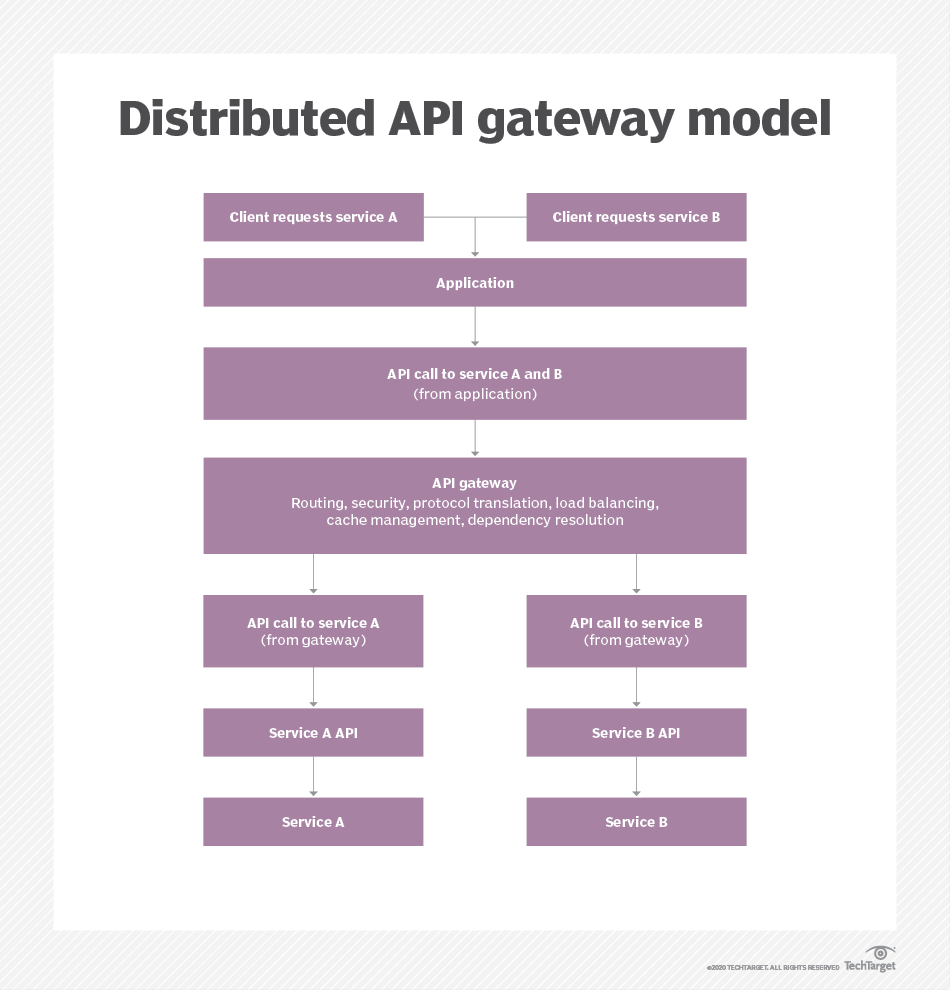 Distributed API gateway model
Client requests service A
Client requests service B
Application
API call to service A and B
(from application)
API gateway
Routing, security, protocol translation, load balancing,
cache management, dependency resolution
API call to service A
(from gateway)
API call to service B
(from gateway)
Service A API
Service B API
Service A
Service B
©2020 TECHTARGET. ALL RIGHTS RESERVED
TechTarget